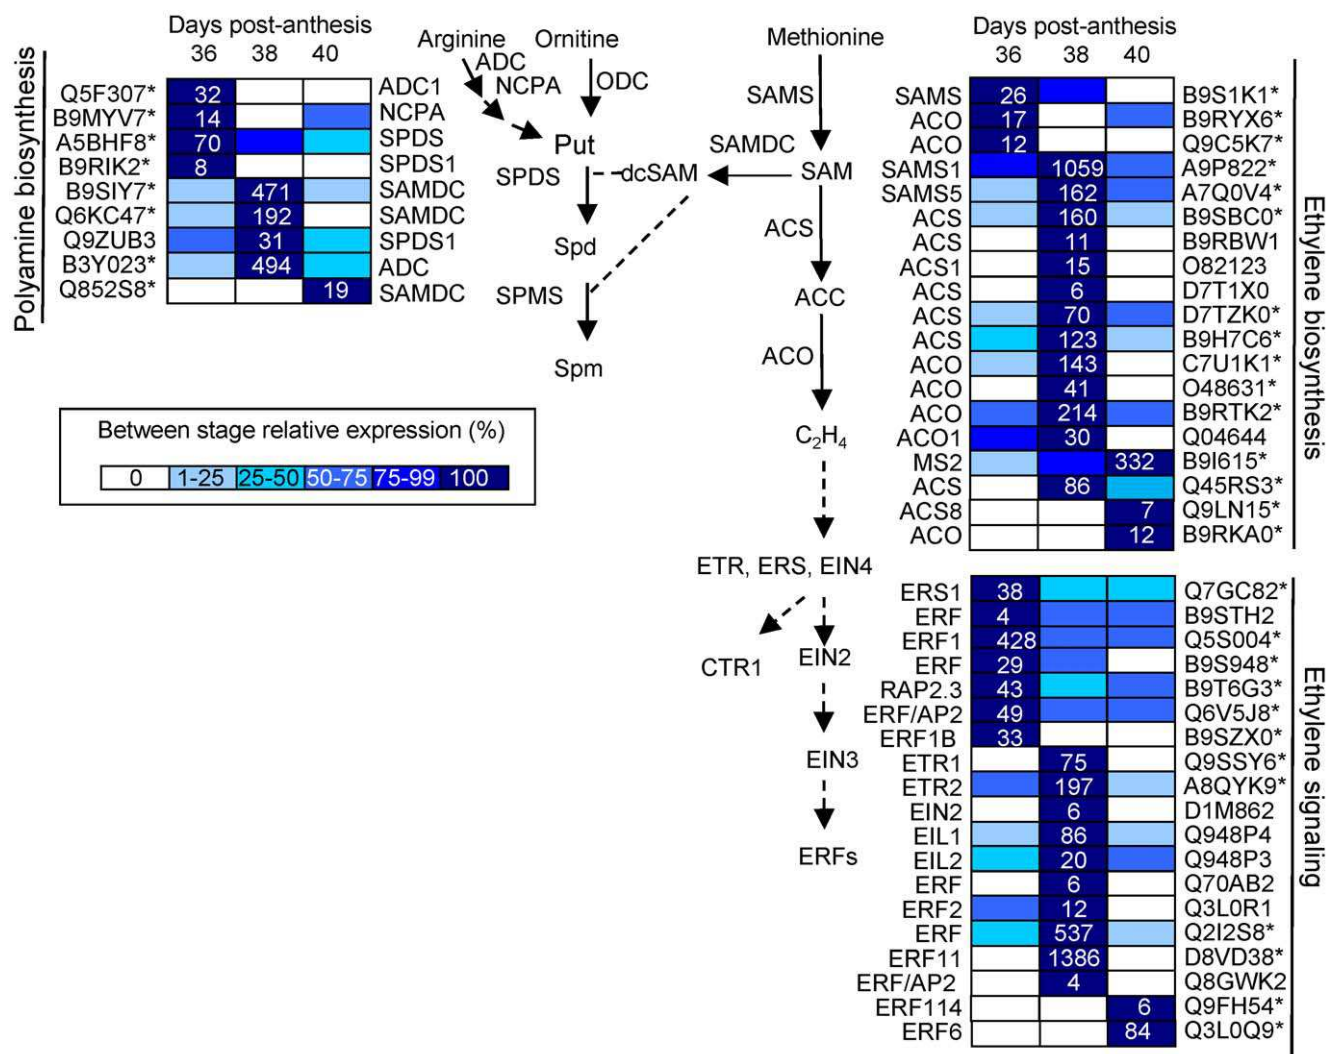 Polyamine biosynthesis
Days post-anthesis
36 38 40
Q5F307* 32 ADC1
B9MYV7* 14 NCPA
A5BHF8* 70 SPDS
B9RIK2* 8 SPDS1
B9SIY7* 471 SAMDC
Q6KC47* 192 SAMDC
Q9ZUB3 31 SPDS1
B3Y023* 494 ADC
Q852S8* 19 SAMDC
Between stage relative expression (%)
0 1-25 25-50 50-75 75-99 100
Arginine Ornitine
ADC
NCPA
ODC
Put
SPDS
dcSAM
Spd
SPMS
Spm
Methionine
SAMS
SAMDC
SAM
ACS
ACC
ACO
C₂H₄
ETR, ERS, EIN4
CTR1
EIN2
EIN3
ERFs
Days post-anthesis
36 38 40
SAMS 26 B9S1K1*
ACO 17 B9RYX6*
ACO 12 Q9C5K7*
SAMS1 1059 A9P822*
SAMS5 162 A7Q0V4*
ACS 160 B9SBC0*
ACS 11 B9RBW1
ACS1 15 O82123
ACS 6 D7T1X0
ACS 70 D7TZK0*
ACS 123 B9H7C6*
ACO 143 C7U1K1*
ACO 41 O48631*
ACO 214 B9RTK2*
ACO1 30 Q04644
MS2 332 B9I615*
ACS 86 Q45RS3*
ACS8 7 Q9LN15*
ACO 12 B9RKA0*
Ethylene biosynthesis
ERS1 38 Q7GC82*
ERF 4 B9STH2
ERF1 428 Q5S004*
ERF 29 B9S948*
RAP2.3 43 B9T6G3*
ERF/AP2 49 Q6V5J8*
ERF1B 33 B9SZX0*
ETR1 75 Q9SSY6*
ETR2 197 A8QYK9*
EIN2 6 D1M862
EIL1 86 Q948P4
EIL2 20 Q948P3
ERF 6 Q70AB2
ERF2 12 Q3L0R1
ERF 537 Q2I2S8*
ERF11 1386 D8VD38*
ERF/AP2 4 Q8GWK2
ERF114 6 Q9FH54*
ERF6 84 Q3L0Q9*
Ethylene signaling